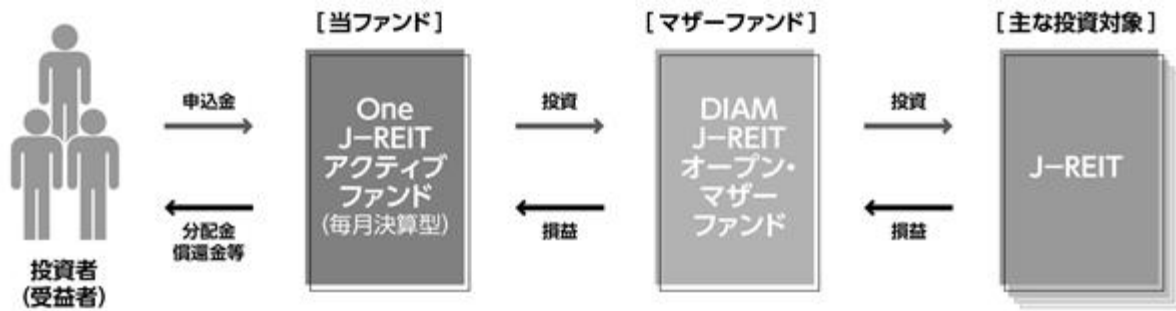 [当ファンド]
[マザーファンド]
[主な投資対象]
申込金
分配金
償還金等
投資者
(受益者)
One
J-REIT
アクティブ
ファンド
(毎月決算型)
投資
損益
DIAM
J-REIT
オープン・
マザー
ファンド
投資
損益
J-REIT